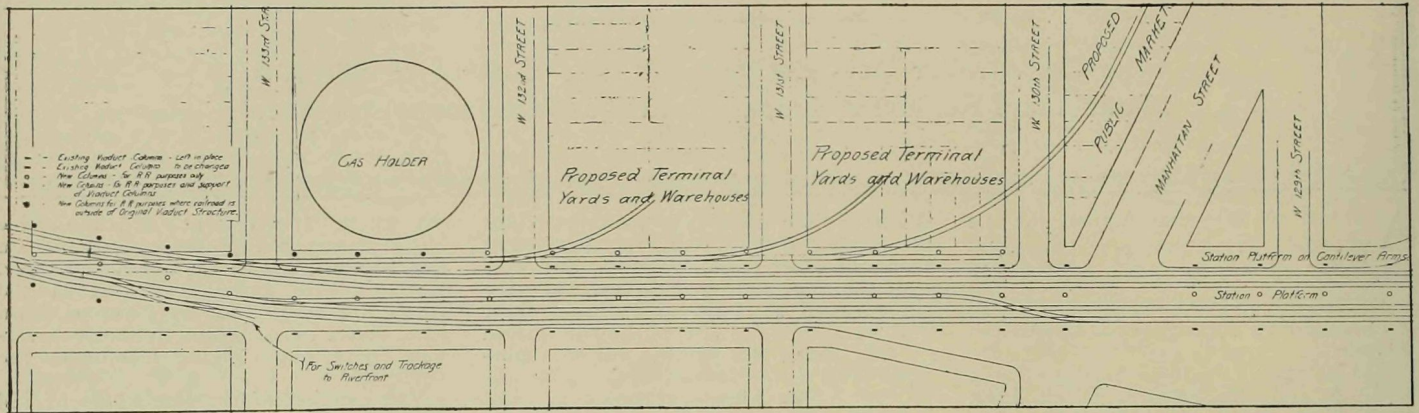 W 133rd STR
W 132nd STREET
W 131st STREET
W 130th STREET
PROPOSED
PUBLIC MARKET
MANHATTAN STREET
W 129th STREET
Existing Viaduct Columns - Left in place
Existing Viaduct Columns to be changed
New Columns - for R R purposes only
New Columns - for R R purposes and support
of Viaduct Columns
New Columns for R R purposes where railroad is
outside of Original Viaduct Structure.
GAS HOLDER
Proposed Terminal
Yards and Warehouses
Proposed Terminal
Yards and Warehouses
Station Platform on Cantilever Arms
Station Platform
For Switches and Trackage
to Riverfront